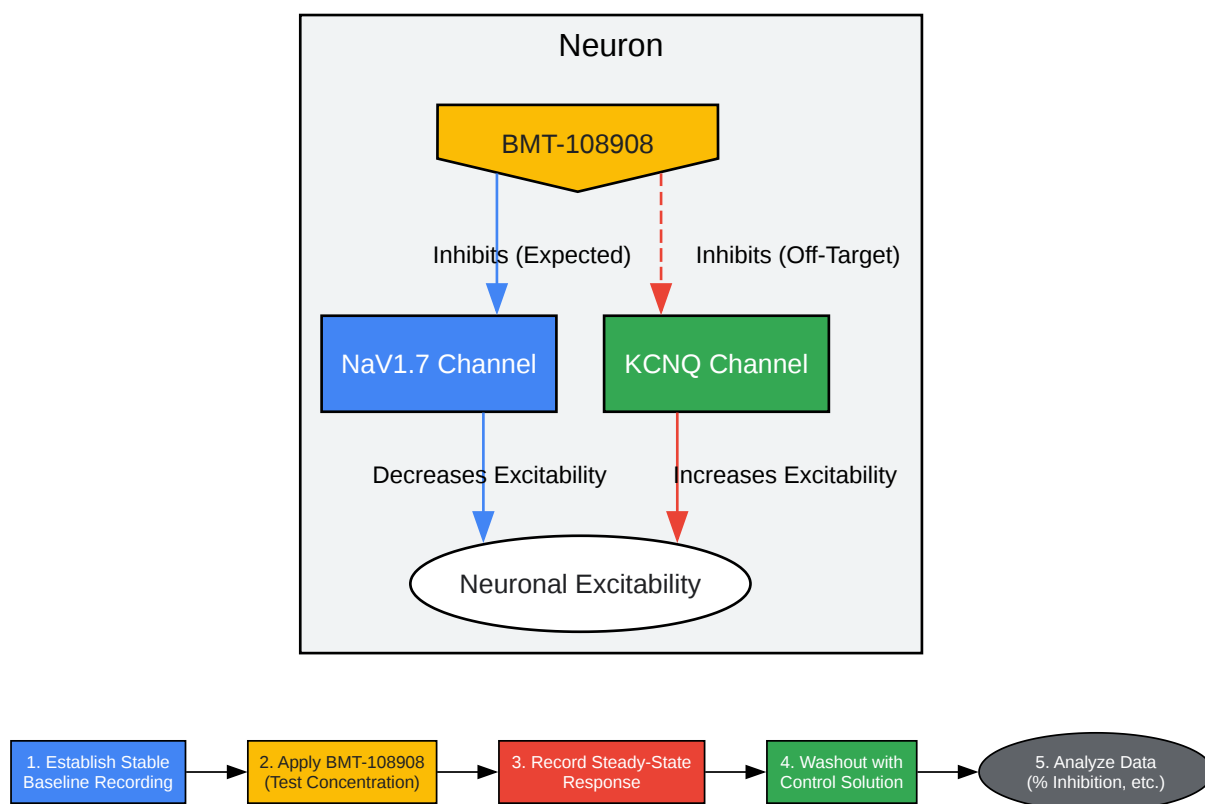 Neuron
BMT-108908
Inhibits (Expected)
Inhibits (Off-Target)
NaV1.7 Channel
KCNQ Channel
Decreases Excitability
Increases Excitability
Neuronal Excitability
1. Establish Stable
Baseline Recording
2. Apply BMT-108908
(Test Concentration)
3. Record Steady-State
Response
4. Washout with
Control Solution
5. Analyze Data
(% Inhibition, etc.)